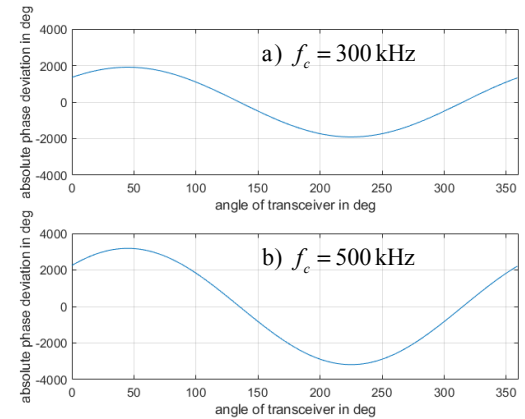 4000
2000
0
-2000
-4000
absolute phase deviation in deg
a) f_c = 300 kHz
0 50 100 150 200 250 300 350
angle of transceiver in deg
4000
2000
0
-2000
-4000
absolute phase deviation in deg
b) f_c = 500 kHz
0 50 100 150 200 250 300 350
angle of transceiver in deg